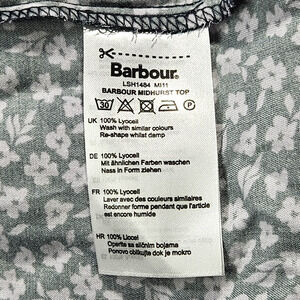 Barbour.
LSH1484 MI11
BARBOUR MIDHURST TOP
30
UK 100% Lyocell
Wash with similar colours
Re-shape whilst damp
DE 100% Lyocell
Mit ähnlichen Farben waschen
Nass in Form ziehen
FR 100% Lyocell
Laver avec des couleurs similaires
Redonner forme pendant que l'article
est encore humide
HR 100% Liocel
Operite sa sličnim bojama
Ponovo oblikujte dok je mokro